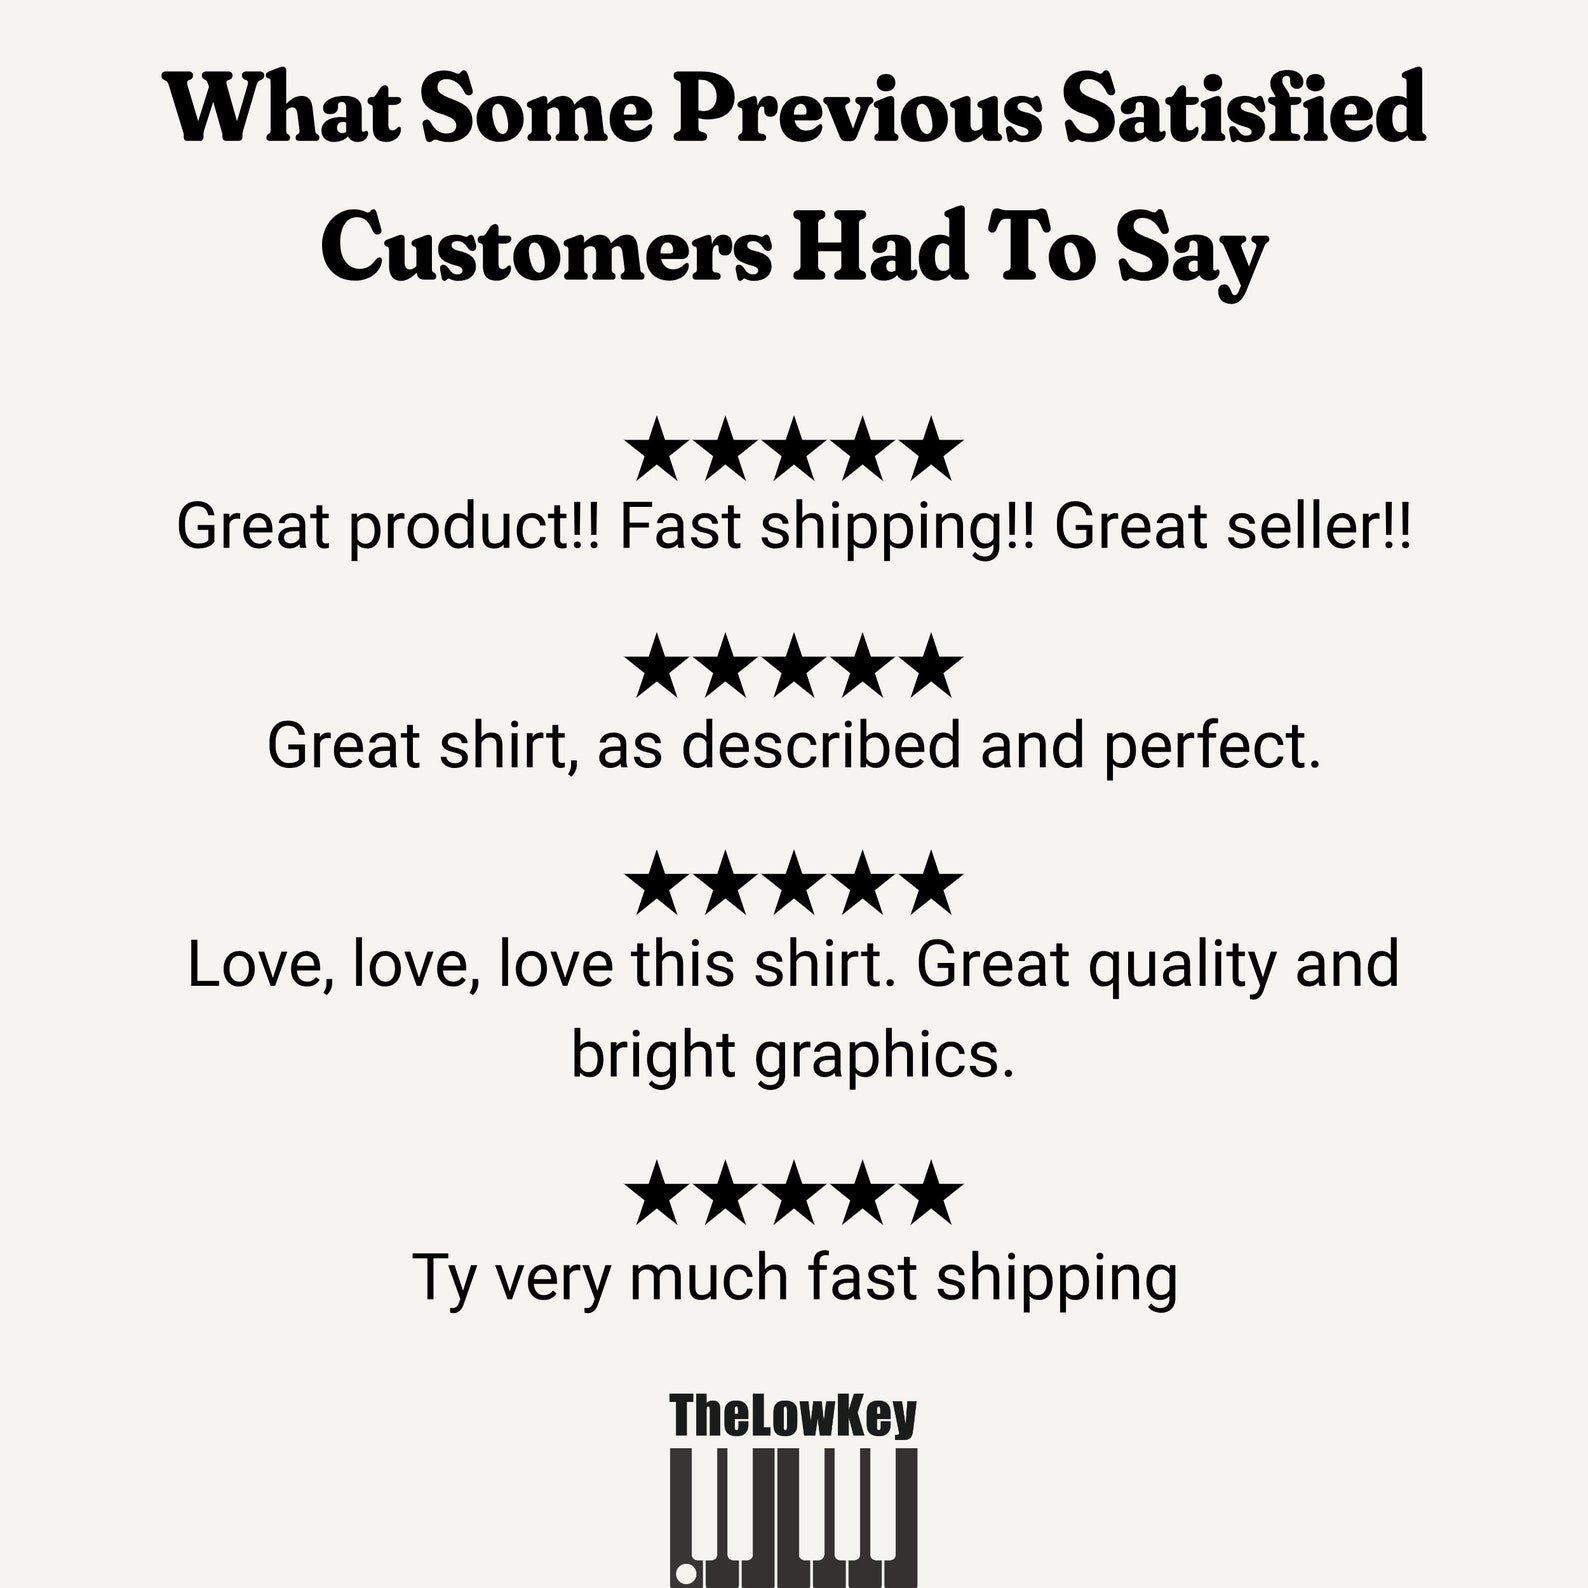 What Some Previous Satisfied
Customers Had To Say
★★★★★
Great product!! Fast shipping!! Great seller!!
★★★★★
Great shirt, as described and perfect.
★★★★★
Love, love, love this shirt. Great quality and
bright graphics.
★★★★★
Ty very much fast shipping
TheLowKey